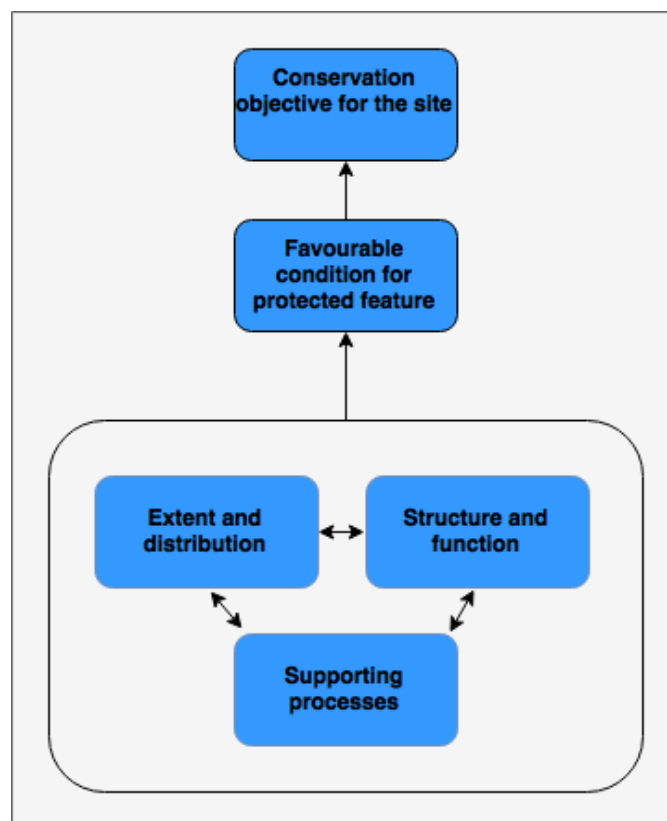 Conservation
objective for the site
Favourable
condition for
protected feature
Extent and
distribution
Structure and
function
Supporting
processes